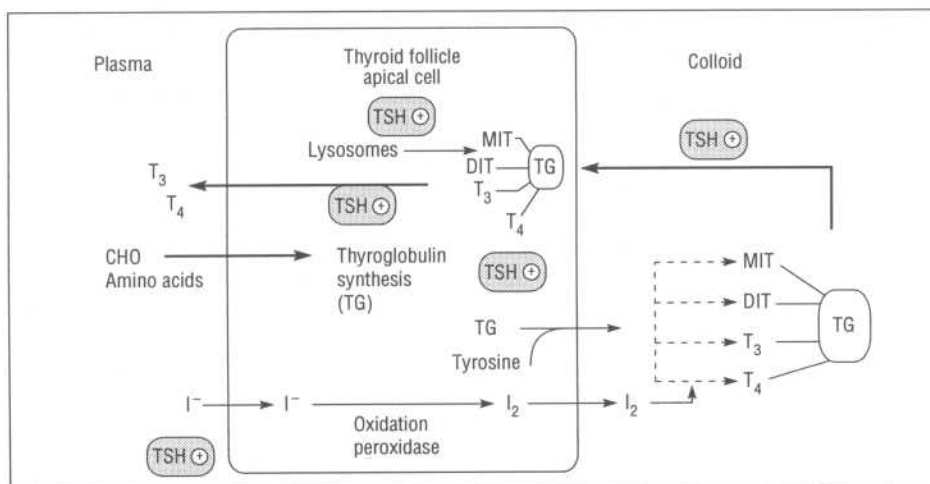 Plasma
Thyroid follicle
apical cell
Colloid
TSH ⊕
TSH ⊕
Lysosomes
MIT
DIT
T₃
T₄
TG
T₃
T₄
TSH ⊕
CHO
Amino acids
Thyroglobulin
synthesis
(TG)
TSH ⊕
MIT
DIT
T₃
T₄
TG
TG
Tyrosine
I⁻
I⁻
I₂
I₂
Oxidation
peroxidase
TSH ⊕